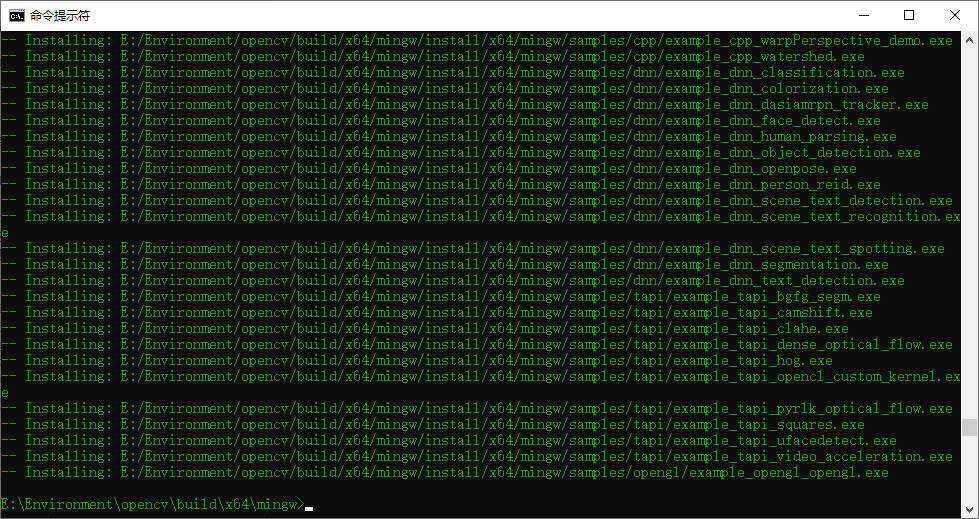 命令提示符
-- Installing: E:/Environment/opencv/build/x64/mingw/install/x64/mingw/samples/cpp/example_cpp_warpPerspective_demo.exe
-- Installing: E:/Environment/opencv/build/x64/mingw/install/x64/mingw/samples/cpp/example_cpp_watershed.exe
-- Installing: E:/Environment/opencv/build/x64/mingw/install/x64/mingw/samples/dnn/example_dnn_classification.exe
-- Installing: E:/Environment/opencv/build/x64/mingw/install/x64/mingw/samples/dnn/example_dnn_colorization.exe
-- Installing: E:/Environment/opencv/build/x64/mingw/install/x64/mingw/samples/dnn/example_dnn_dasiamrpn_tracker.exe
-- Installing: E:/Environment/opencv/build/x64/mingw/install/x64/mingw/samples/dnn/example_dnn_face_detect.exe
-- Installing: E:/Environment/opencv/build/x64/mingw/install/x64/mingw/samples/dnn/example_dnn_human_parsing.exe
-- Installing: E:/Environment/opencv/build/x64/mingw/install/x64/mingw/samples/dnn/example_dnn_object_detection.exe
-- Installing: E:/Environment/opencv/build/x64/mingw/install/x64/mingw/samples/dnn/example_dnn_openpose.exe
-- Installing: E:/Environment/opencv/build/x64/mingw/install/x64/mingw/samples/dnn/example_dnn_person_reid.exe
-- Installing: E:/Environment/opencv/build/x64/mingw/install/x64/mingw/samples/dnn/example_dnn_scene_text_detection.exe
-- Installing: E:/Environment/opencv/build/x64/mingw/install/x64/mingw/samples/dnn/example_dnn_scene_text_recognition.ex
e
-- Installing: E:/Environment/opencv/build/x64/mingw/install/x64/mingw/samples/dnn/example_dnn_scene_text_spotting.exe
-- Installing: E:/Environment/opencv/build/x64/mingw/install/x64/mingw/samples/dnn/example_dnn_segmentation.exe
-- Installing: E:/Environment/opencv/build/x64/mingw/install/x64/mingw/samples/dnn/example_dnn_text_detection.exe
-- Installing: E:/Environment/opencv/build/x64/mingw/install/x64/mingw/samples/tapi/example_tapi_bgfg_segm.exe
-- Installing: E:/Environment/opencv/build/x64/mingw/install/x64/mingw/samples/tapi/example_tapi_camshift.exe
-- Installing: E:/Environment/opencv/build/x64/mingw/install/x64/mingw/samples/tapi/example_tapi_clahe.exe
-- Installing: E:/Environment/opencv/build/x64/mingw/install/x64/mingw/samples/tapi/example_tapi_dense_optical_flow.exe
-- Installing: E:/Environment/opencv/build/x64/mingw/install/x64/mingw/samples/tapi/example_tapi_hog.exe
-- Installing: E:/Environment/opencv/build/x64/mingw/install/x64/mingw/samples/tapi/example_tapi_opencl_custom_kernel.ex
e
-- Installing: E:/Environment/opencv/build/x64/mingw/install/x64/mingw/samples/tapi/example_tapi_pyrlk_optical_flow.exe
-- Installing: E:/Environment/opencv/build/x64/mingw/install/x64/mingw/samples/tapi/example_tapi_squares.exe
-- Installing: E:/Environment/opencv/build/x64/mingw/install/x64/mingw/samples/tapi/example_tapi_ufacedetect.exe
-- Installing: E:/Environment/opencv/build/x64/mingw/install/x64/mingw/samples/tapi/example_tapi_video_acceleration.exe
-- Installing: E:/Environment/opencv/build/x64/mingw/install/x64/mingw/samples/opengl/example_opengl_opengl.exe
E:\Environment\opencv\build\x64\mingw>